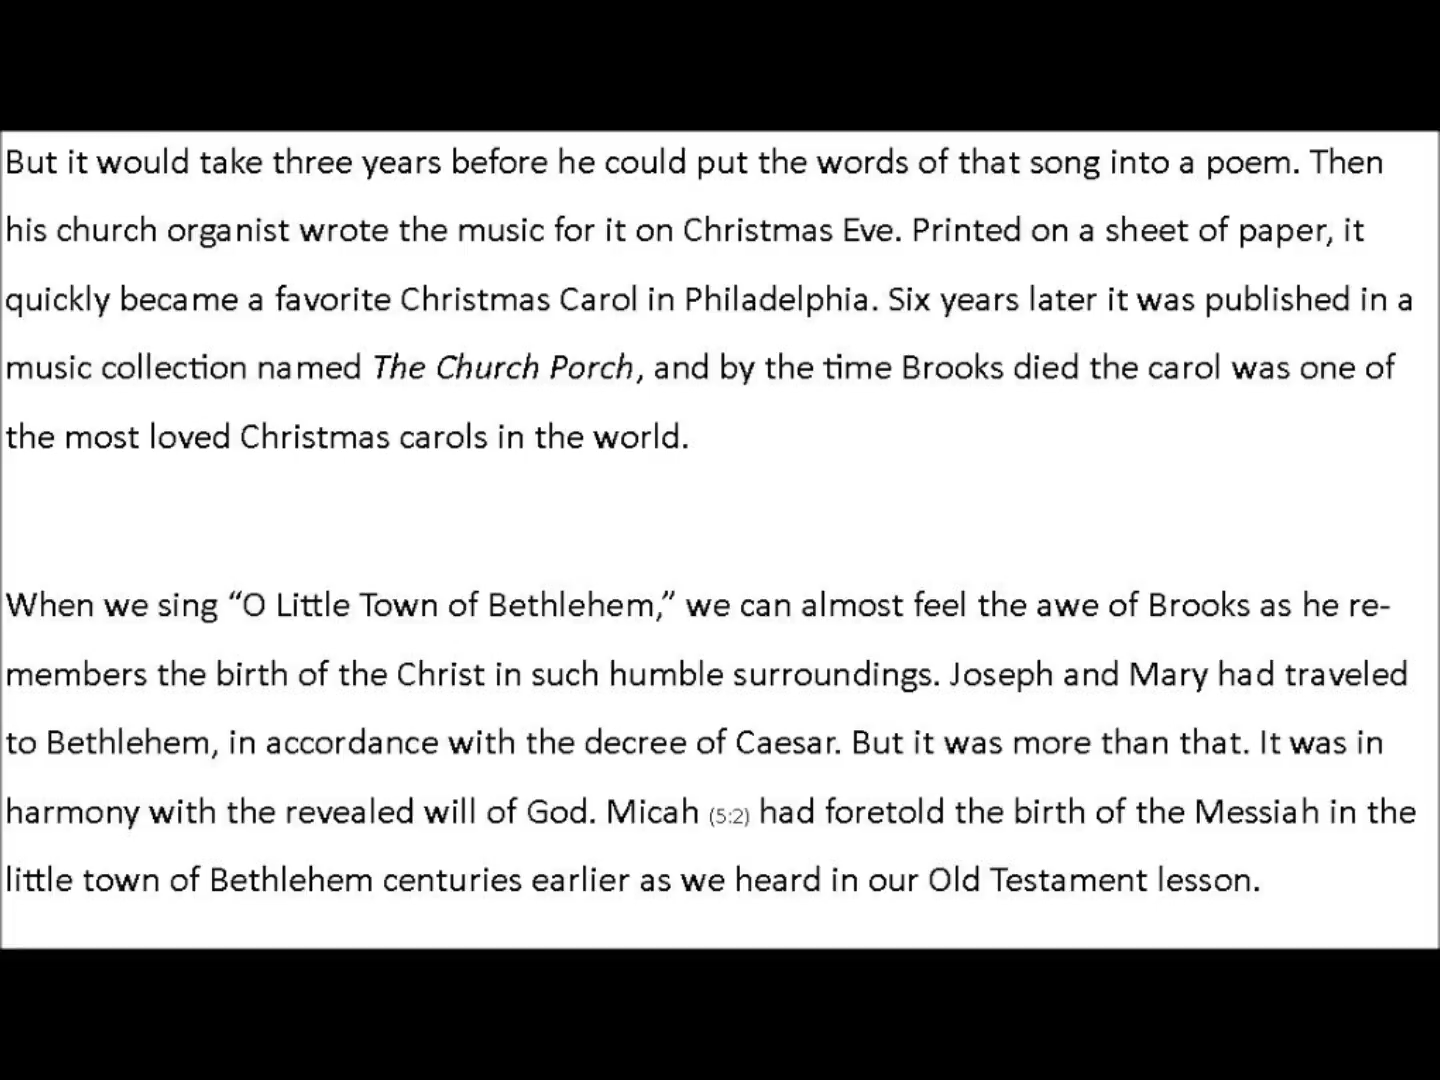 But it would take three years before he could put the words of that song into a poem. Then
his church organist wrote the music for it on Christmas Eve. Printed on a sheet of paper, it
quickly became a favorite Christmas Carol in Philadelphia. Six years later it was published in a
music collection named The Church Porch, and by the time Brooks died the carol was one of
the most loved Christmas carols in the world.
When we sing “O Little Town of Bethlehem,” we can almost feel the awe of Brooks as he re-
members the birth of the Christ in such humble surroundings. Joseph and Mary had traveled
to Bethlehem, in accordance with the decree of Caesar. But it was more than that. It was in
harmony with the revealed will of God. Micah (5:2) had foretold the birth of the Messiah in the
little town of Bethlehem centuries earlier as we heard in our Old Testament lesson.